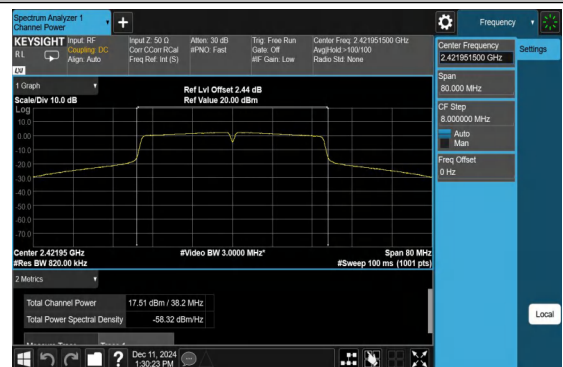 Spectrum Analyzer 1
Channel Power
+
Frequency
KEYSIGHT
Input: RF
Input Z: 50 Ω
Atten: 30 dB
Trig: Free Run
Center Freq: 2.421951500 GHz
RL
Coupling: DC
Corr CCorr RCal
#PNO: Fast
Gate: Off
Avg|Hold:>100/100
Align: Auto
Freq Ref: Int (S)
#IF Gain: Low
Radio Std: None
Center Frequency
2.421951500 GHz
Settings
Span
80.000 MHz
CF Step
8.000000 MHz
Auto
Man
Freq Offset
0 Hz
1 Graph
Ref Lvl Offset 2.44 dB
Scale/Div 10.0 dB
Ref Value 20.00 dBm
Log
10.0
0.00
-10.0
-20.0
-30.0
-40.0
-50.0
-60.0
-70.0
Center 2.42195 GHz
#Video BW 3.0000 MHz*
Span 80 MHz
#Res BW 820.00 kHz
#Sweep 100 ms (1001 pts)
2 Metrics
Total Channel Power
17.51 dBm / 38.2 MHz
Total Power Spectral Density
-58.32 dBm/Hz
Local
?
Dec 11, 2024
1:30:23 PM